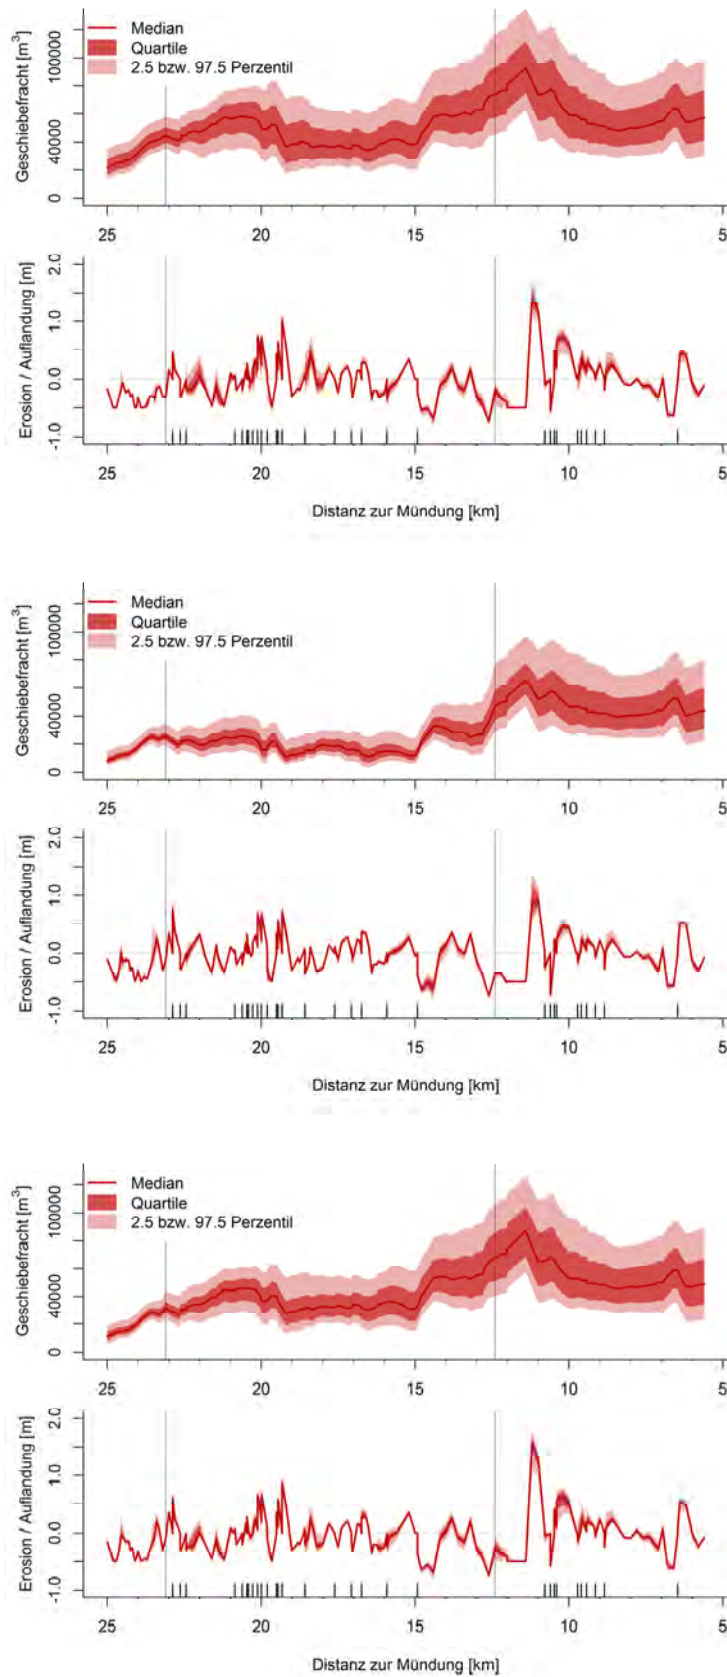 Geschiebefracht [m³]
0 40000 100000
Median
Quartile
2.5 bzw. 97.5 Perzentil
25 20 15 10 5
Erosion / Auflandung [m]
-1.0 0.0 1.0 2.0
25 20 15 10 5
Distanz zur Mündung [km]
Geschiebefracht [m³]
0 40000 100000
Median
Quartile
2.5 bzw. 97.5 Perzentil
25 20 15 10 5
Erosion / Auflandung [m]
-1.0 0.0 1.0 2.0
25 20 15 10 5
Distanz zur Mündung [km]
Geschiebefracht [m³]
0 40000 100000
Median
Quartile
2.5 bzw. 97.5 Perzentil
25 20 15 10 5
Erosion / Auflandung [m]
-1.0 0.0 1.0 2.0
25 20 15 10 5
Distanz zur Mündung [km]